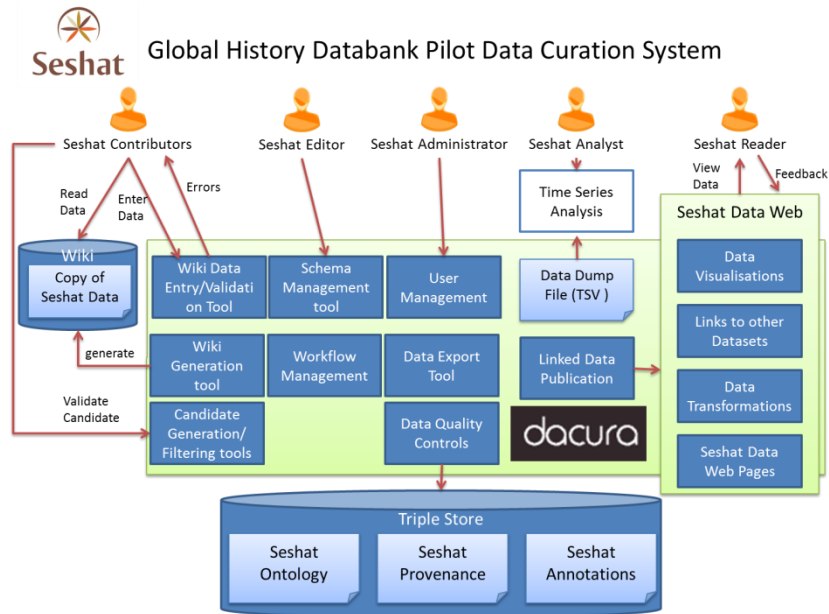 Seshat
Global History Databank Pilot Data Curation System
Seshat Contributors
Seshat Editor
Seshat Administrator
Seshat Analyst
Seshat Reader
Read
Data
Enter
Data
Errors
View
Data
Feedback
Time Series
Analysis
Seshat Data Web
Wiki
Copy of
Seshat Data
Wiki Data
Entry/Validati
on Tool
Schema
Management
tool
User
Management
Data Dump
File (TSV )
Data
Visualisations
generate
Wiki
Generation
tool
Workflow
Management
Data Export
Tool
Linked Data
Publication
Links to other
Datasets
Validate
Candidate
Candidate
Generation/
Filtering tools
Data Quality
Controls
dacura
Data
Transformations
Seshat Data
Web Pages
Triple Store
Seshat
Ontology
Seshat
Provenance
Seshat
Annotations